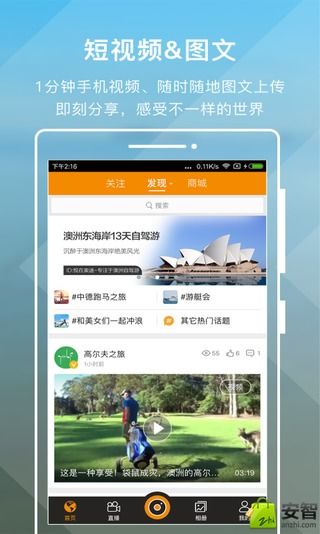 短视频&图文
1分钟手机视频、随时随地图文上传
即刻分享，感受不一样的世界
下午2:16
0.11K/s
关注 发现 商城
搜索
澳洲东海岸13天自驾游
沉醉于澳洲东海岸绝美风光
#中德跑马之旅 #游艇会
#和美女们一起冲浪 #其它热门话题
高尔夫之旅
1小时前
55 6
视频
这是一种享受！袋鼠成灾，澳洲的高尔...
03:19
首页 直播 相册 我的
安智
anzhi.com